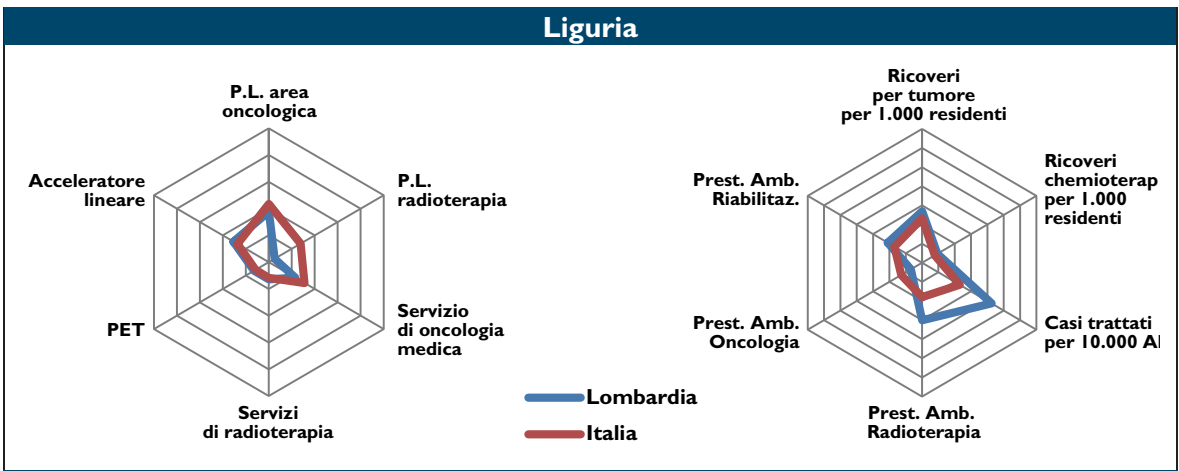 Liguria
P.L. area
oncologica
P.L.
radioterapia
Servizio
di oncologia
medica
Servizi
di radioterapia
PET
Acceleratore
lineare
Ricoveri
per tumore
per 1.000 residenti
Ricoveri
chemioterap
per 1.000
residenti
Casi trattati
per 10.000 Al
Prest. Amb.
Radioterapia
Prest. Amb.
Oncologia
Prest. Amb.
Riabilitaz.
Lombardia
Italia